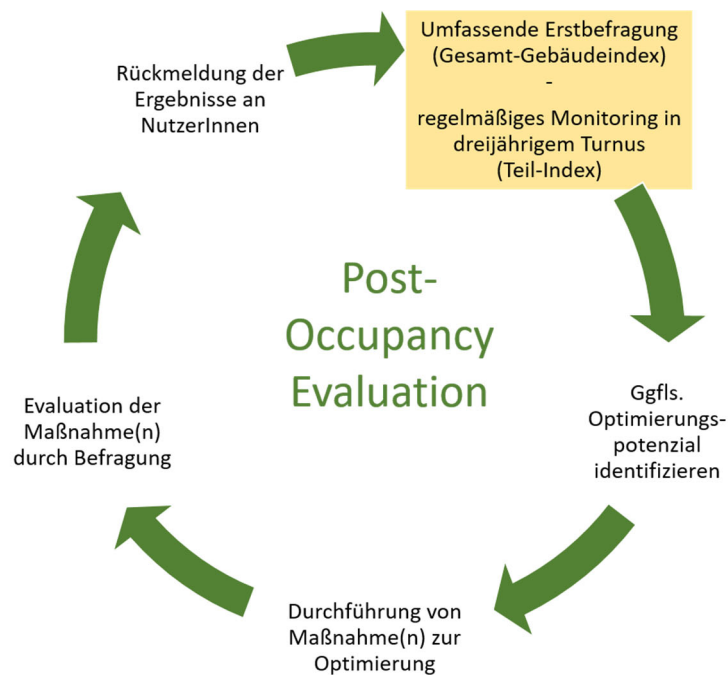 Umfassende Erstbefragung
(Gesamt-Gebäudeindex)
-
regelmäßiges Monitoring in
dreijährigem Turnus
(Teil-Index)
Ggfls.
Optimierungs-
potenzial
identifizieren
Durchführung von
Maßnahme(n) zur
Optimierung
Evaluation der
Maßnahme(n)
durch Befragung
Rückmeldung der
Ergebnisse an
NutzerInnen
Post-
Occupancy
Evaluation